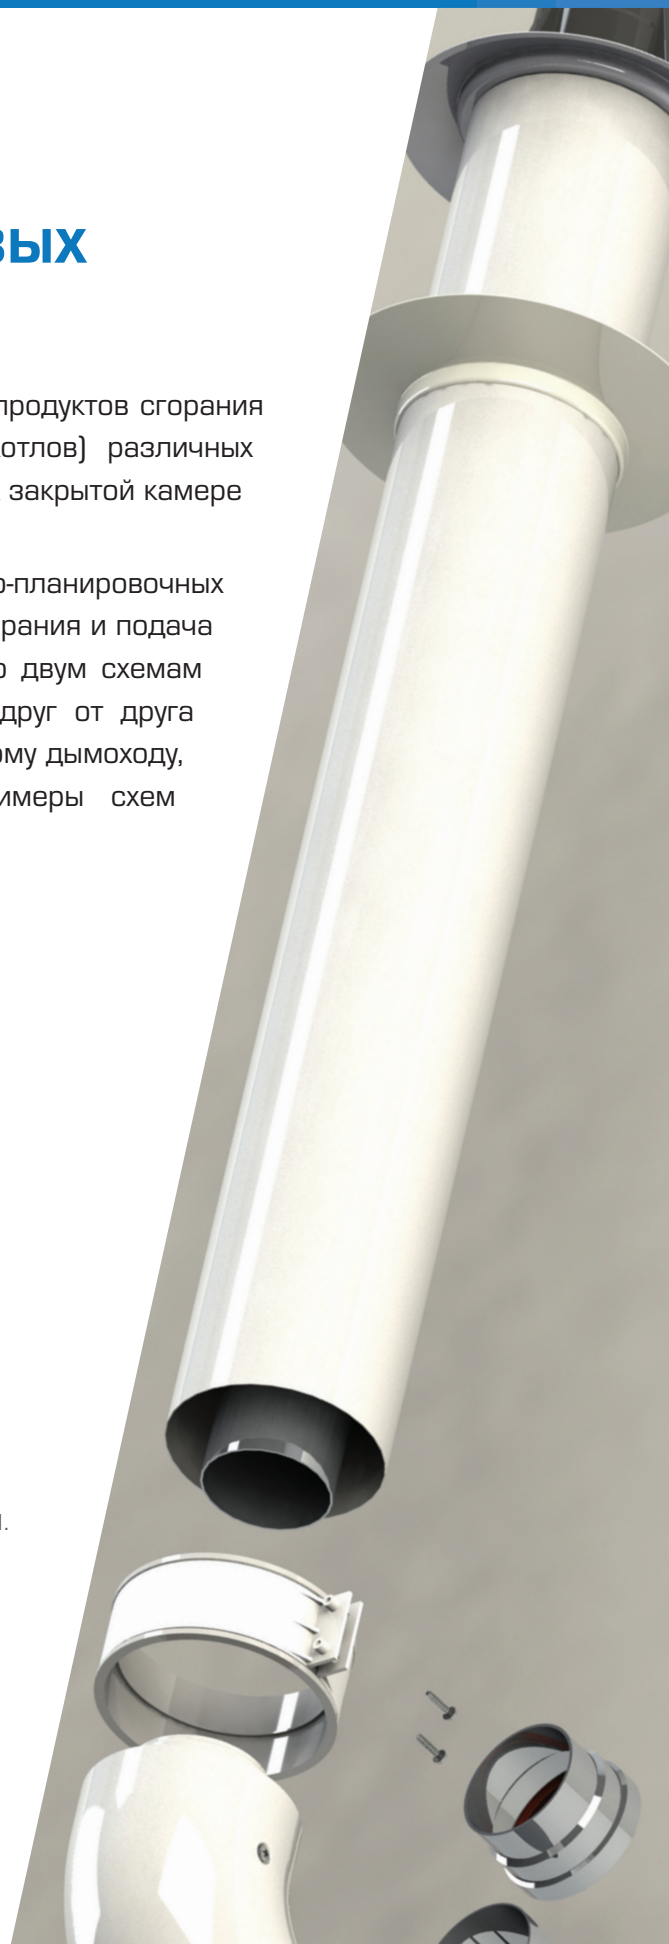 вых
продуктов сгорания
отлов) различных
закрытой камере
о-планировочных
рания и подача
двум схемам
друг от друга
ому дымоходу,
имеры схем